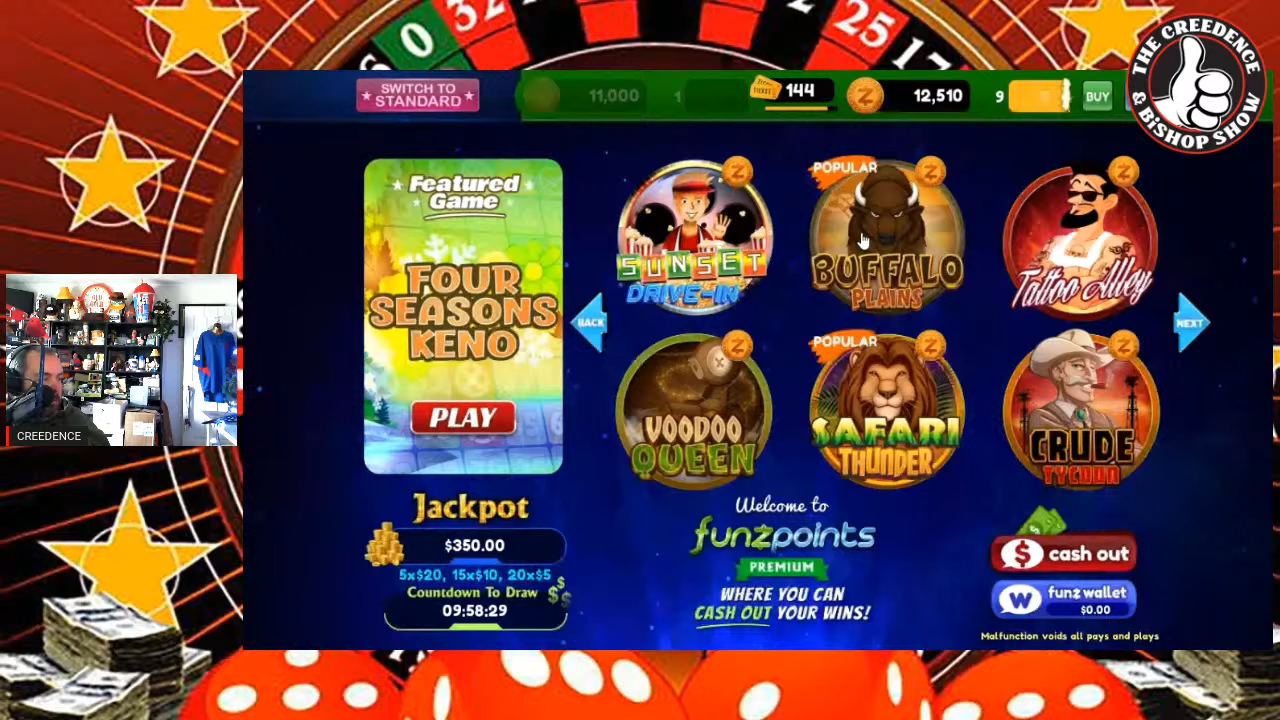 0
32
25
17
THE CREEDENCE
& BiSHOP SHOW
SWITCH TO
STANDARD
11,000
1
144
12,510
9
BUY
Featured
Game
FOUR
SEASONS
KENO
PLAY
SUNSET
DRIVE-IN
POPULAR
BUFFALO
PLAINS
Tattoo Alley
BACK
NEXT
VOODOO
QUEEN
POPULAR
SAFARI
THUNDER
CRUDE
TYCOON
CREEDENCE
Jackpot
$350.00
5x$20, 15x$10, 20x$5
Countdown To Draw
09:58:29
Welcome to
funzpoints
PREMIUM
WHERE YOU CAN
CASH OUT YOUR WINS!
cash out
W
funz wallet
$0.00
Malfunction voids all pays and plays